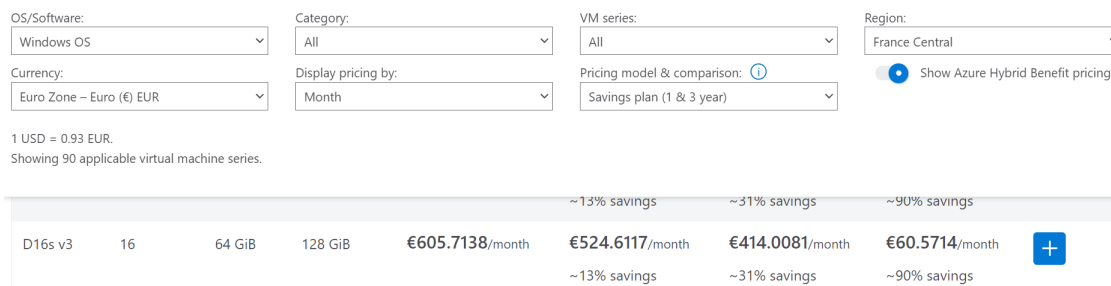 OS/Software: Category: VM series: Region:
Windows OS All All France Central
Currency: Display pricing by: Pricing model & comparison: Show Azure Hybrid Benefit pricing
Euro Zone – Euro (€) EUR Month Savings plan (1 & 3 year)
1 USD = 0.93 EUR.
Showing 90 applicable virtual machine series.
~13% savings ~31% savings ~90% savings
D16s v3 16 64 GiB 128 GiB €605.7138/month €524.6117/month €414.0081/month €60.5714/month +
~13% savings ~31% savings ~90% savings